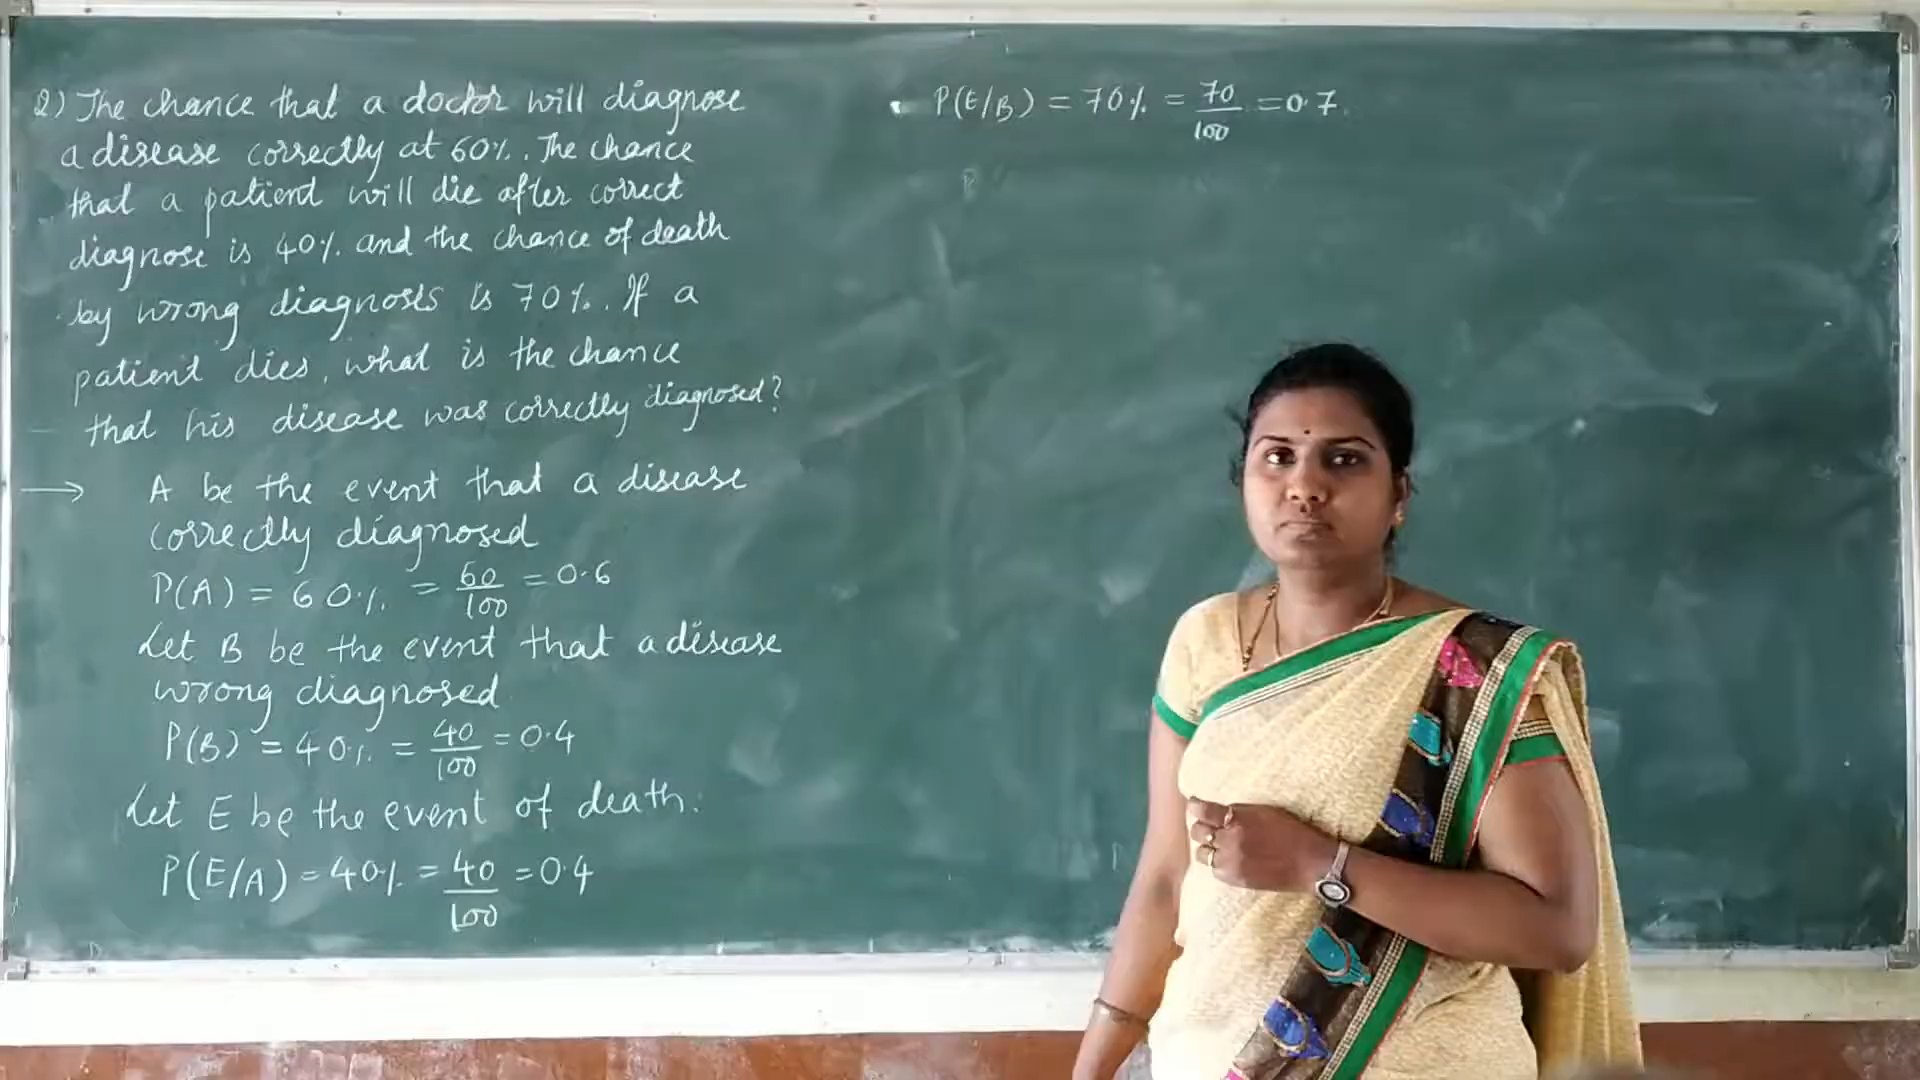 2) The chance that a doctor will diagnose
a disease correctly at 60%. The chance
that a patient will die after correct
diagnose is 40% and the chance of death
by wrong diagnosis is 70%. If a
patient dies, what is the chance
that his disease was correctly diagnosed?
→ A be the event that a disease
correctly diagnosed
P(A) = 60% = 60/100 = 0.6
Let B be the event that a disease
wrong diagnosed
P(B) = 40% = 40/100 = 0.4
Let E be the event of death.
P(E/A) = 40% = 40/100 = 0.4
P(E/B) = 70% = 70/100 = 0.7